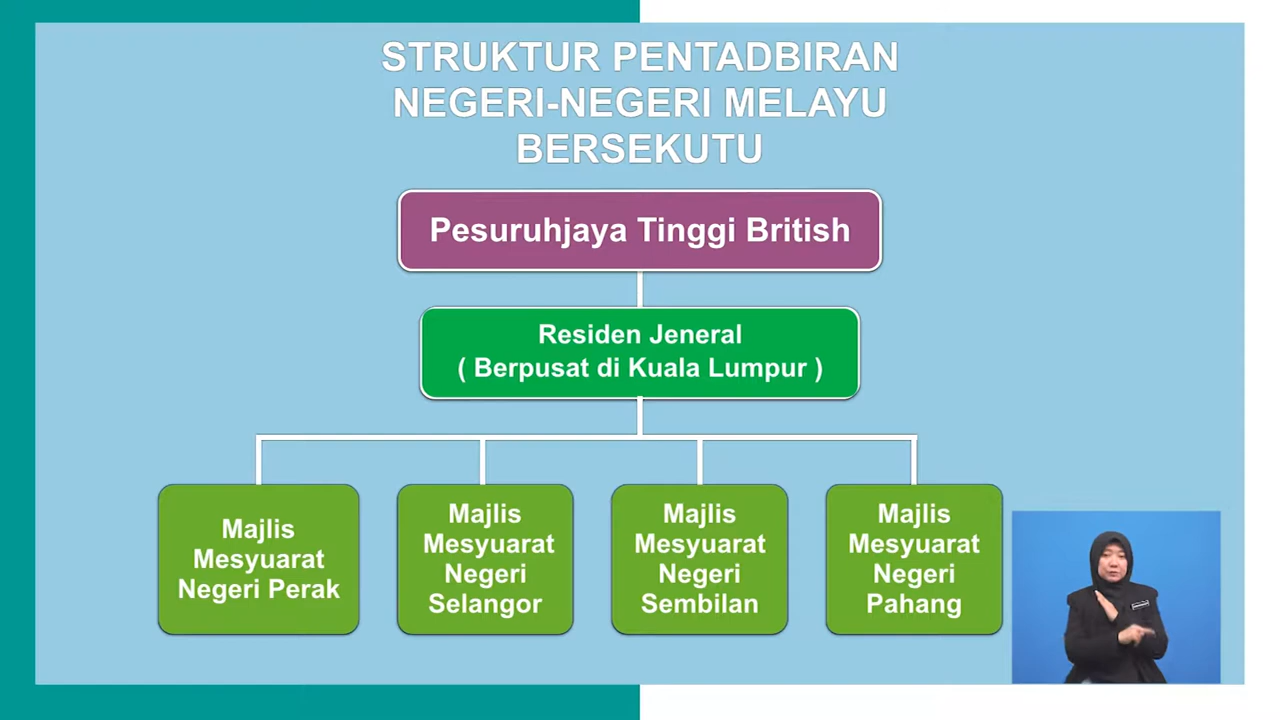 STRUKTUR PENTADBIRAN
NEGERI-NEGERI MELAYU
BERSEKUTU
Pesuruhjaya Tinggi British
Residen Jeneral
( Berpusat di Kuala Lumpur )
Majlis
Mesyuarat
Negeri Perak
Majlis
Mesyuarat
Negeri
Selangor
Majlis
Mesyuarat
Negeri
Sembilan
Majlis
Mesyuarat
Negeri
Pahang